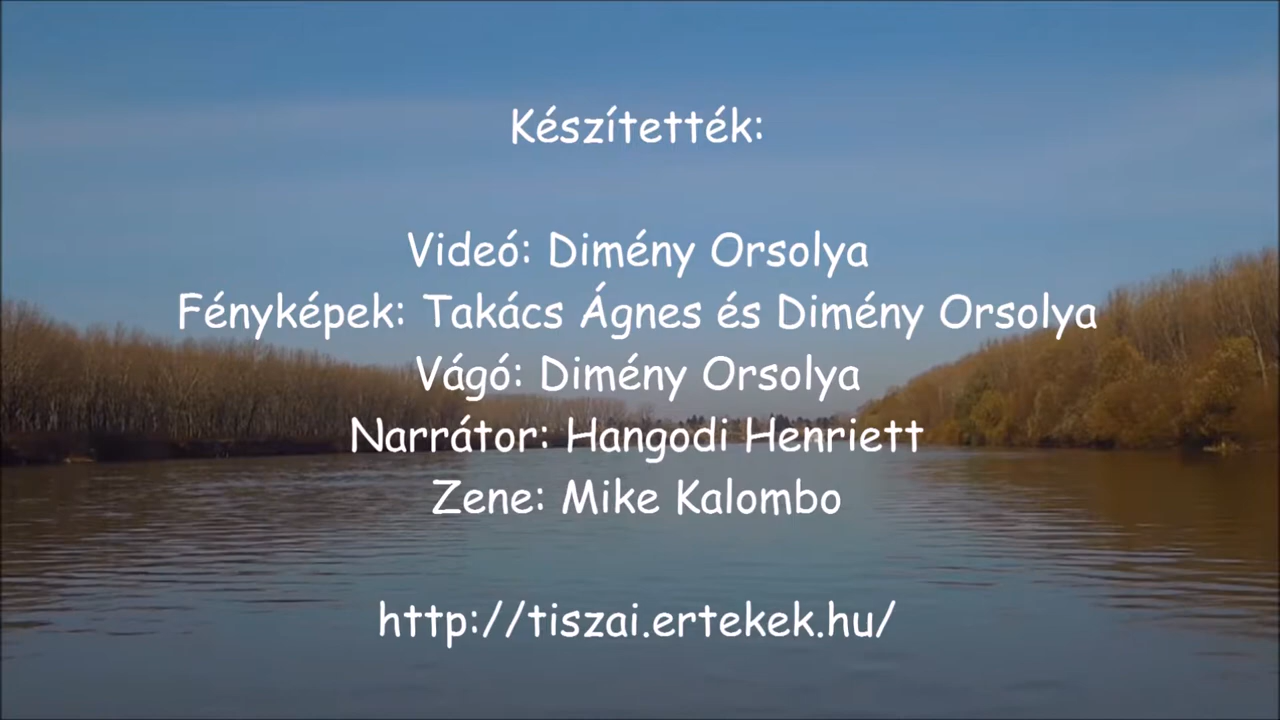 Készítették:
Videó: Dimény Orsolya
Fényképek: Takács Ágnes és Dimény Orsolya
Vágó: Dimény Orsolya
Narrátor: Hangodi Henriett
Zene: Mike Kalombo
http://tiszai.ertekek.hu/